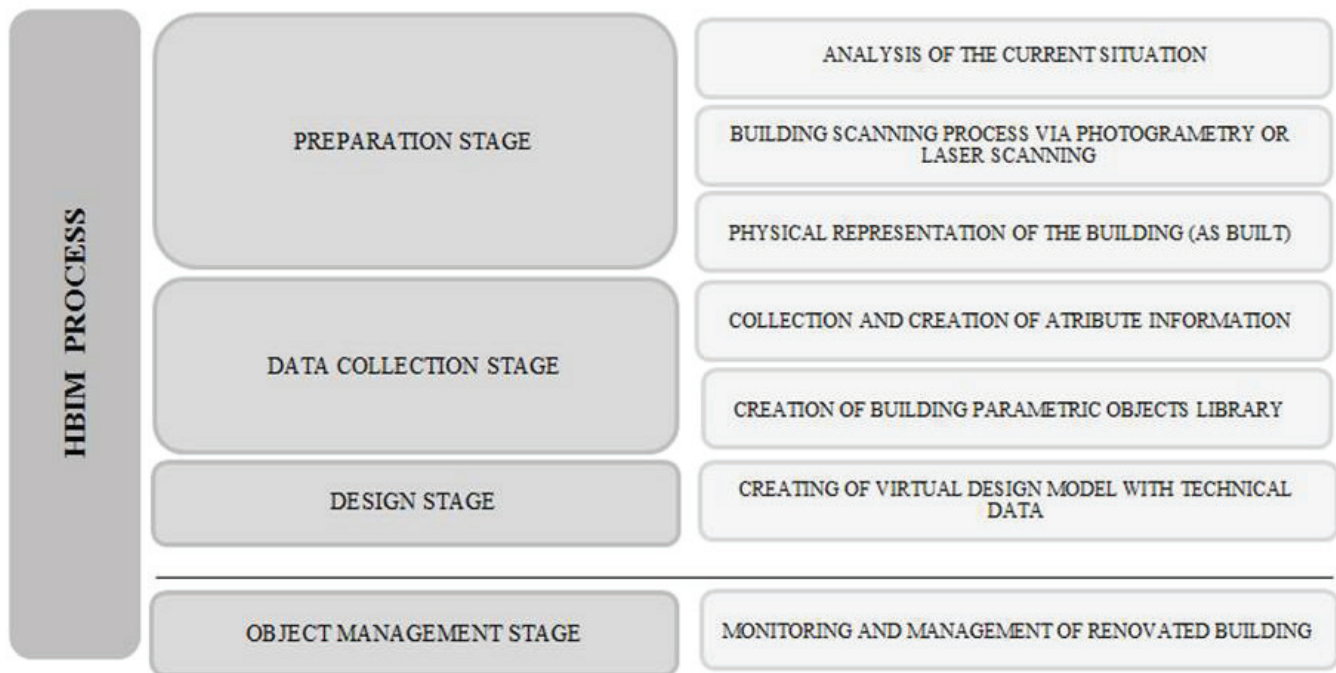 HBIM PROCESS
PREPARATION STAGE
ANALYSIS OF THE CURRENT SITUATION
BUILDING SCANNING PROCESS VIA PHOTOGRAMETRY OR
LASER SCANNING
PHYSICAL REPRESENTATION OF THE BUILDING (AS BUILT)
DATA COLLECTION STAGE
COLLECTION AND CREATION OF ATRIBUTE INFORMATION
CREATION OF BUILDING PARAMETRIC OBJECTS LIBRARY
DESIGN STAGE
CREATING OF VIRTUAL DESIGN MODEL WITH TECHNICAL
DATA
OBJECT MANAGEMENT STAGE
MONITORING AND MANAGEMENT OF RENOVATED BUILDING